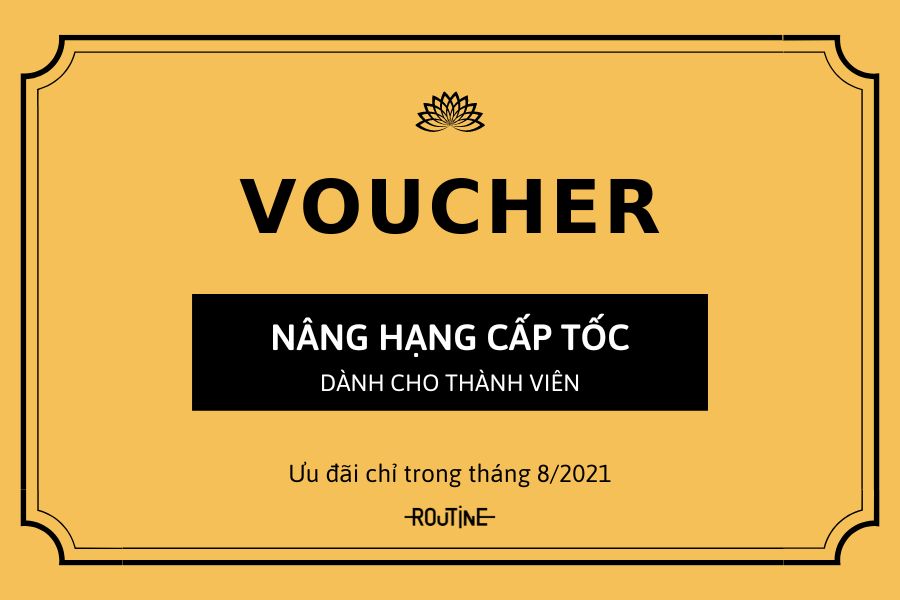 VOUCHER
NÂNG HẠNG CẤP TỐC
DÀNH CHO THÀNH VIÊN
Ưu đãi chỉ trong tháng 8/2021
ROUTINE